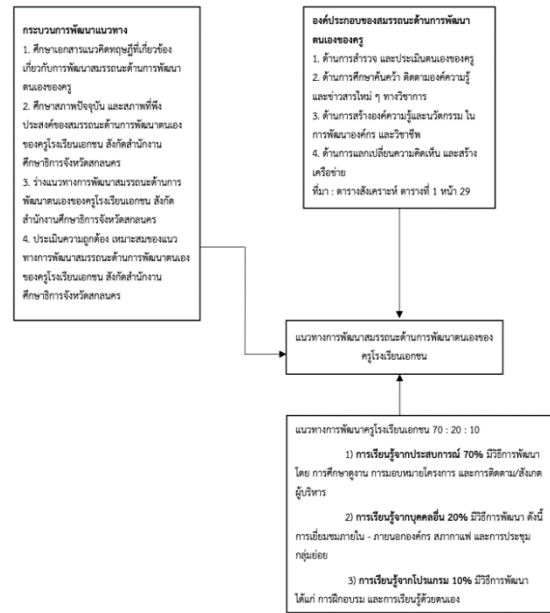 กระบวนการพัฒนาแนวทาง
1. ศึกษาเอกสารแนวคิดทฤษฎีที่เกี่ยวข้อง
เกี่ยวกับการพัฒนาสมรรถนะด้านการพัฒนา
ตนเองของครู
2. ศึกษาสภาพปัจจุบัน และสภาพที่พึง
ประสงค์ของสมรรถนะด้านการพัฒนาตนเอง
ของครูโรงเรียนเอกชน สังกัดสำนักงาน
ศึกษาธิการจังหวัดสกลนคร
3. ร่างแนวทางการพัฒนาสมรรถนะด้านการ
พัฒนาตนเองของครูโรงเรียนเอกชน สังกัด
สำนักงานศึกษาธิการจังหวัดสกลนคร
4. ประเมินความถูกต้อง เหมาะสมของแนว
ทางการพัฒนาสมรรถนะด้านการพัฒนาตนเอง
ของครูโรงเรียนเอกชน สังกัดสำนักงาน
ศึกษาธิการจังหวัดสกลนคร
องค์ประกอบของสมรรถนะด้านการพัฒนา
ตนเองของครู
1. ด้านการสำรวจ และประเมินตนเองของครู
2. ด้านการศึกษาค้นคว้า ติดตามองค์ความรู้
และข่าวสารใหม่ ๆ ทางวิชาการ
3. ด้านการสร้างองค์ความรู้และนวัตกรรม ใน
การพัฒนาองค์กร และวิชาชีพ
4. ด้านการแลกเปลี่ยนความคิดเห็น และสร้าง
เครือข่าย
ที่มา : ตารางสังเคราะห์ ตารางที่ 1 หน้า 29
แนวทางการพัฒนาสมรรถนะด้านการพัฒนาตนเองของ
ครูโรงเรียนเอกชน
แนวทางการพัฒนาครูโรงเรียนเอกชน 70 : 20 : 10
1) การเรียนรู้จากประสบการณ์ 70% มีวิธีการพัฒนา
โดย การศึกษาดูงาน การมอบหมายโครงการ และการติดตาม/สังเกต
ผู้บริหาร
2) การเรียนรู้จากบุคคลอื่น 20% มีวิธีการพัฒนา ดังนี้
การเยี่ยมชมภายใน - ภายนอกองค์กร สภากาแฟ และการประชุม
กลุ่มย่อย
3) การเรียนรู้จากโปรแกรม 10% มีวิธีการพัฒนา
ได้แก่ การฝึกอบรม และการเรียนรู้ด้วยตนเอง